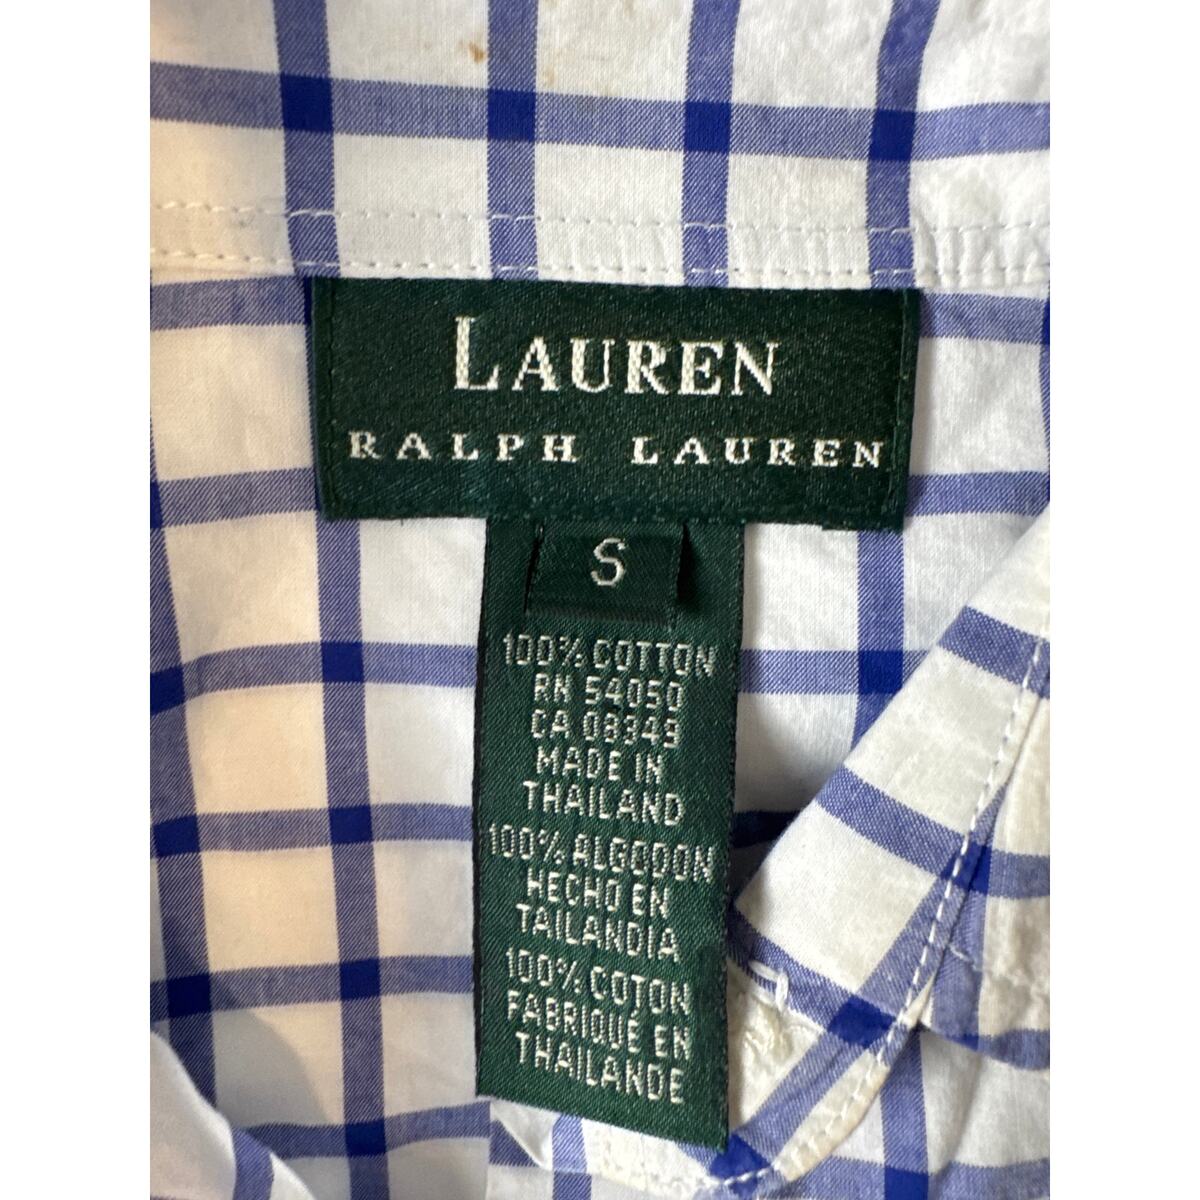 LAUREN
RALPH LAUREN
S
100% COTTON
RN 54050
CA 08349
MADE IN
THAILAND
100% ALGODON
HECHO EN
TAILANDIA
100% COTON
FABRIQUÉ EN
THAILANDE